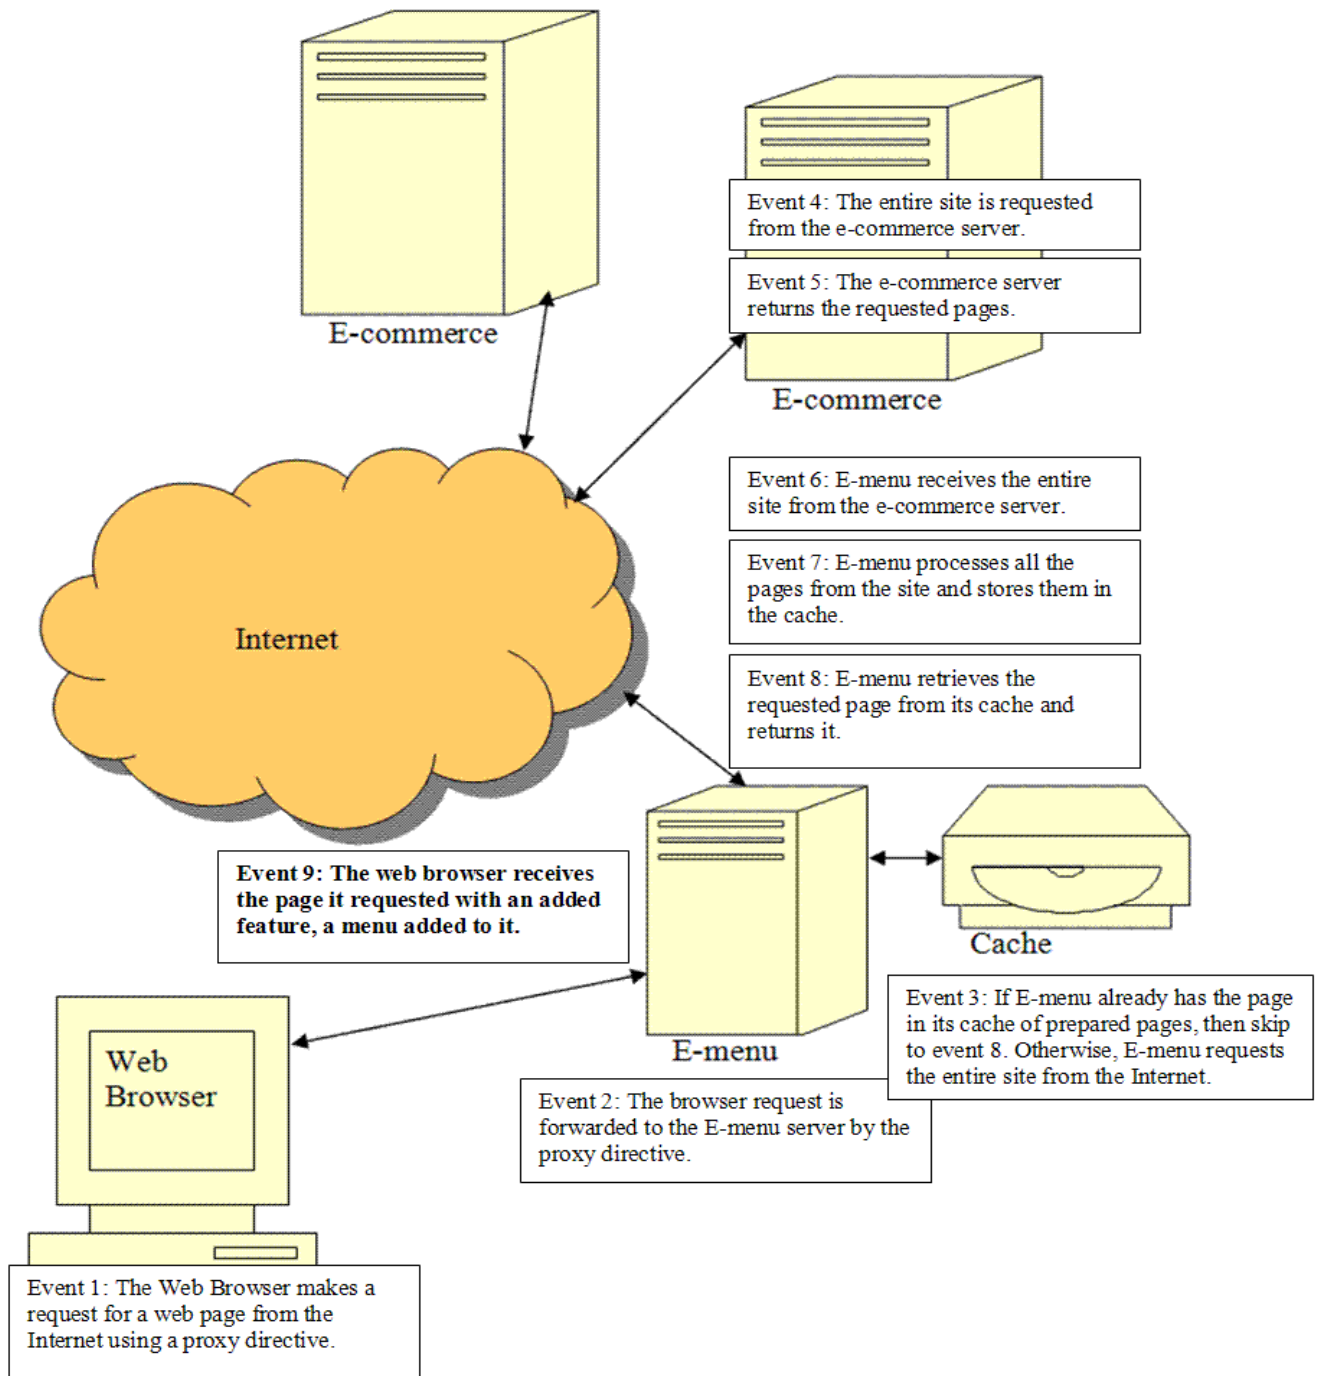 E-commerce
Event 4: The entire site is requested
from the e-commerce server.
Event 5: The e-commerce server
returns the requested pages.
E-commerce
Event 6: E-menu receives the entire
site from the e-commerce server.
Event 7: E-menu processes all the
pages from the site and stores them in
the cache.
Internet
Event 8: E-menu retrieves the
requested page from its cache and
returns it.
Event 9: The web browser receives
the page it requested with an added
feature, a menu added to it.
Cache
Event 3: If E-menu already has the page
in its cache of prepared pages, then skip
to event 8. Otherwise, E-menu requests
the entire site from the Internet.
E-menu
Web
Browser
Event 2: The browser request is
forwarded to the E-menu server by the
proxy directive.
Event 1: The Web Browser makes a
request for a web page from the
Internet using a proxy directive.